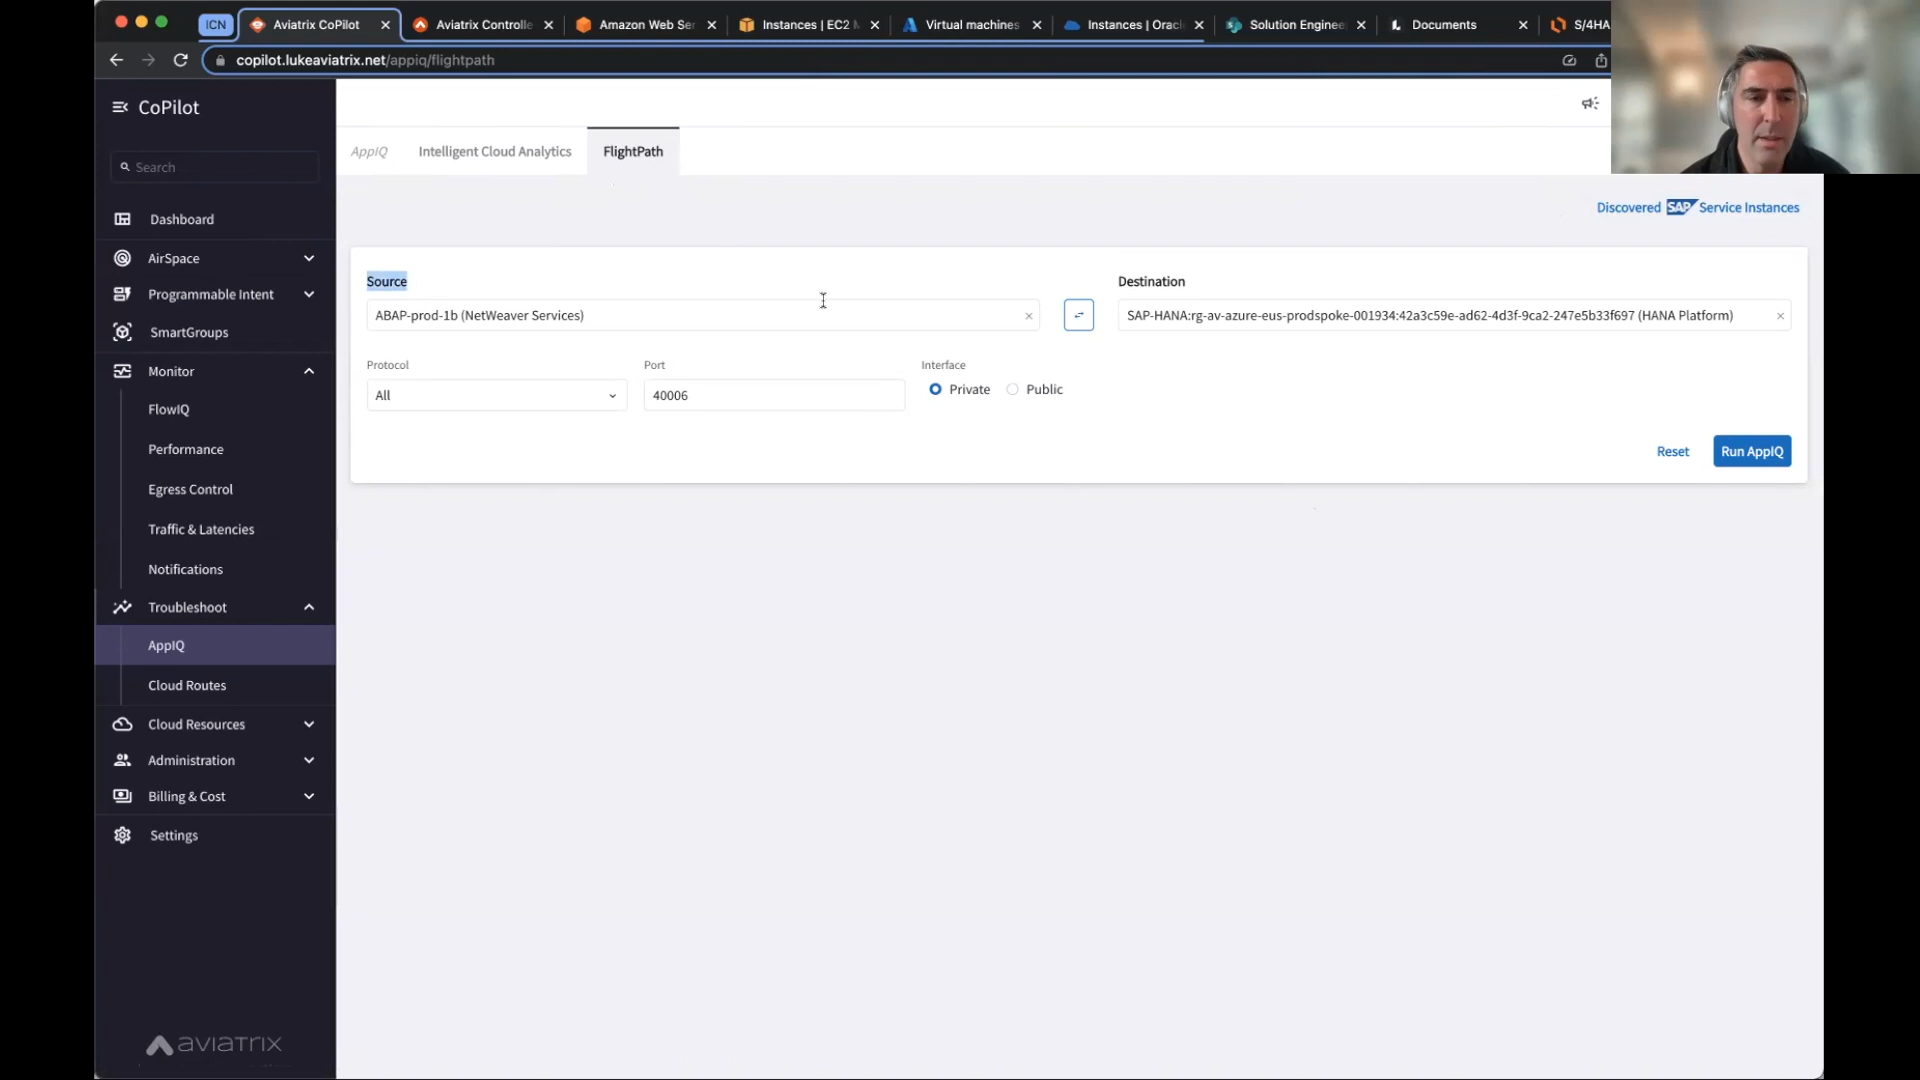 ICN
Aviatrix CoPilot
Aviatrix Controlle
Amazon Web Ser
Instances | EC2 M
Virtual machines
Instances | Oracl
Solution Enginee
Documents
S/4HA
copilot.lukeaviatrix.net/appiq/flightpath
CoPilot
Search
Dashboard
AirSpace
Programmable Intent
SmartGroups
Monitor
FlowIQ
Performance
Egress Control
Traffic & Latencies
Notifications
Troubleshoot
AppIQ
Cloud Routes
Cloud Resources
Administration
Billing & Cost
Settings
aviatrix
AppIQ
Intelligent Cloud Analytics
FlightPath
Discovered SAP Service Instances
Source
ABAP-prod-1b (NetWeaver Services)
Destination
SAP-HANA:rg-av-azure-eus-prodspoke-001934:42a3c59e-ad62-4d3f-9ca2-247e5b33f697 (HANA Platform)
Protocol
All
Port
40006
Interface
Private
Public
Reset
Run AppIQ